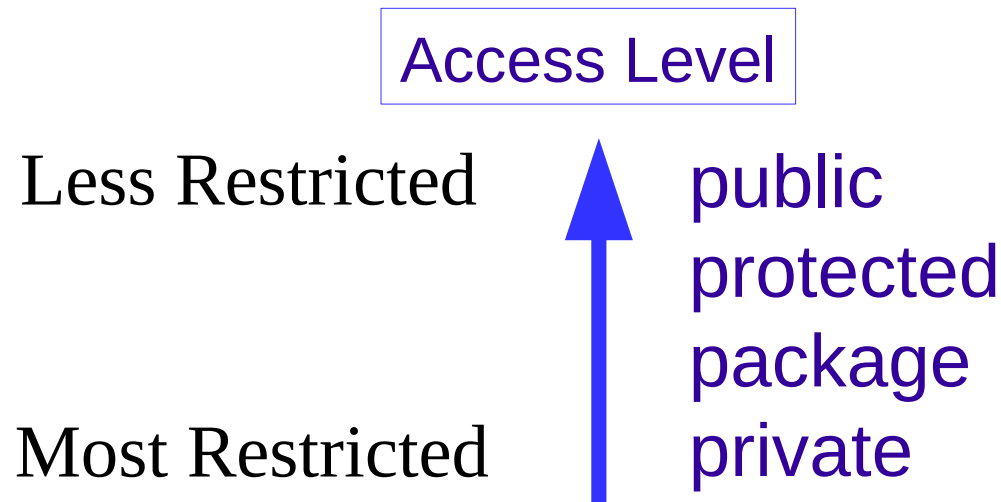 Access Level
Less Restricted
public
protected
package
Most Restricted
private